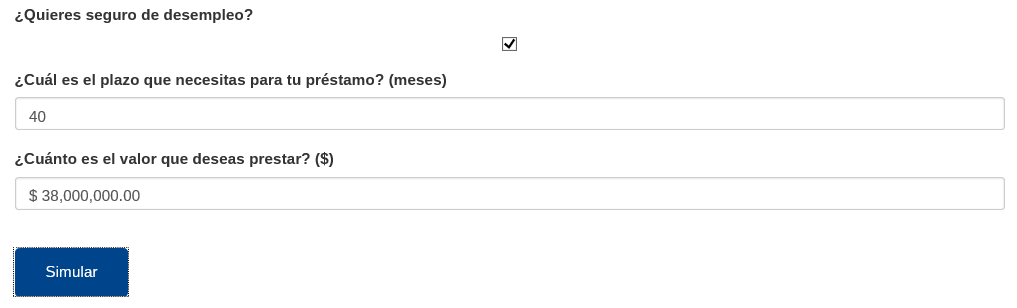 ¿Quieres seguro de desempleo?
¿Cuál es el plazo que necesitas para tu préstamo? (meses)
40
¿Cuánto es el valor que deseas prestar? ($)
$ 38,000,000.00
Simular